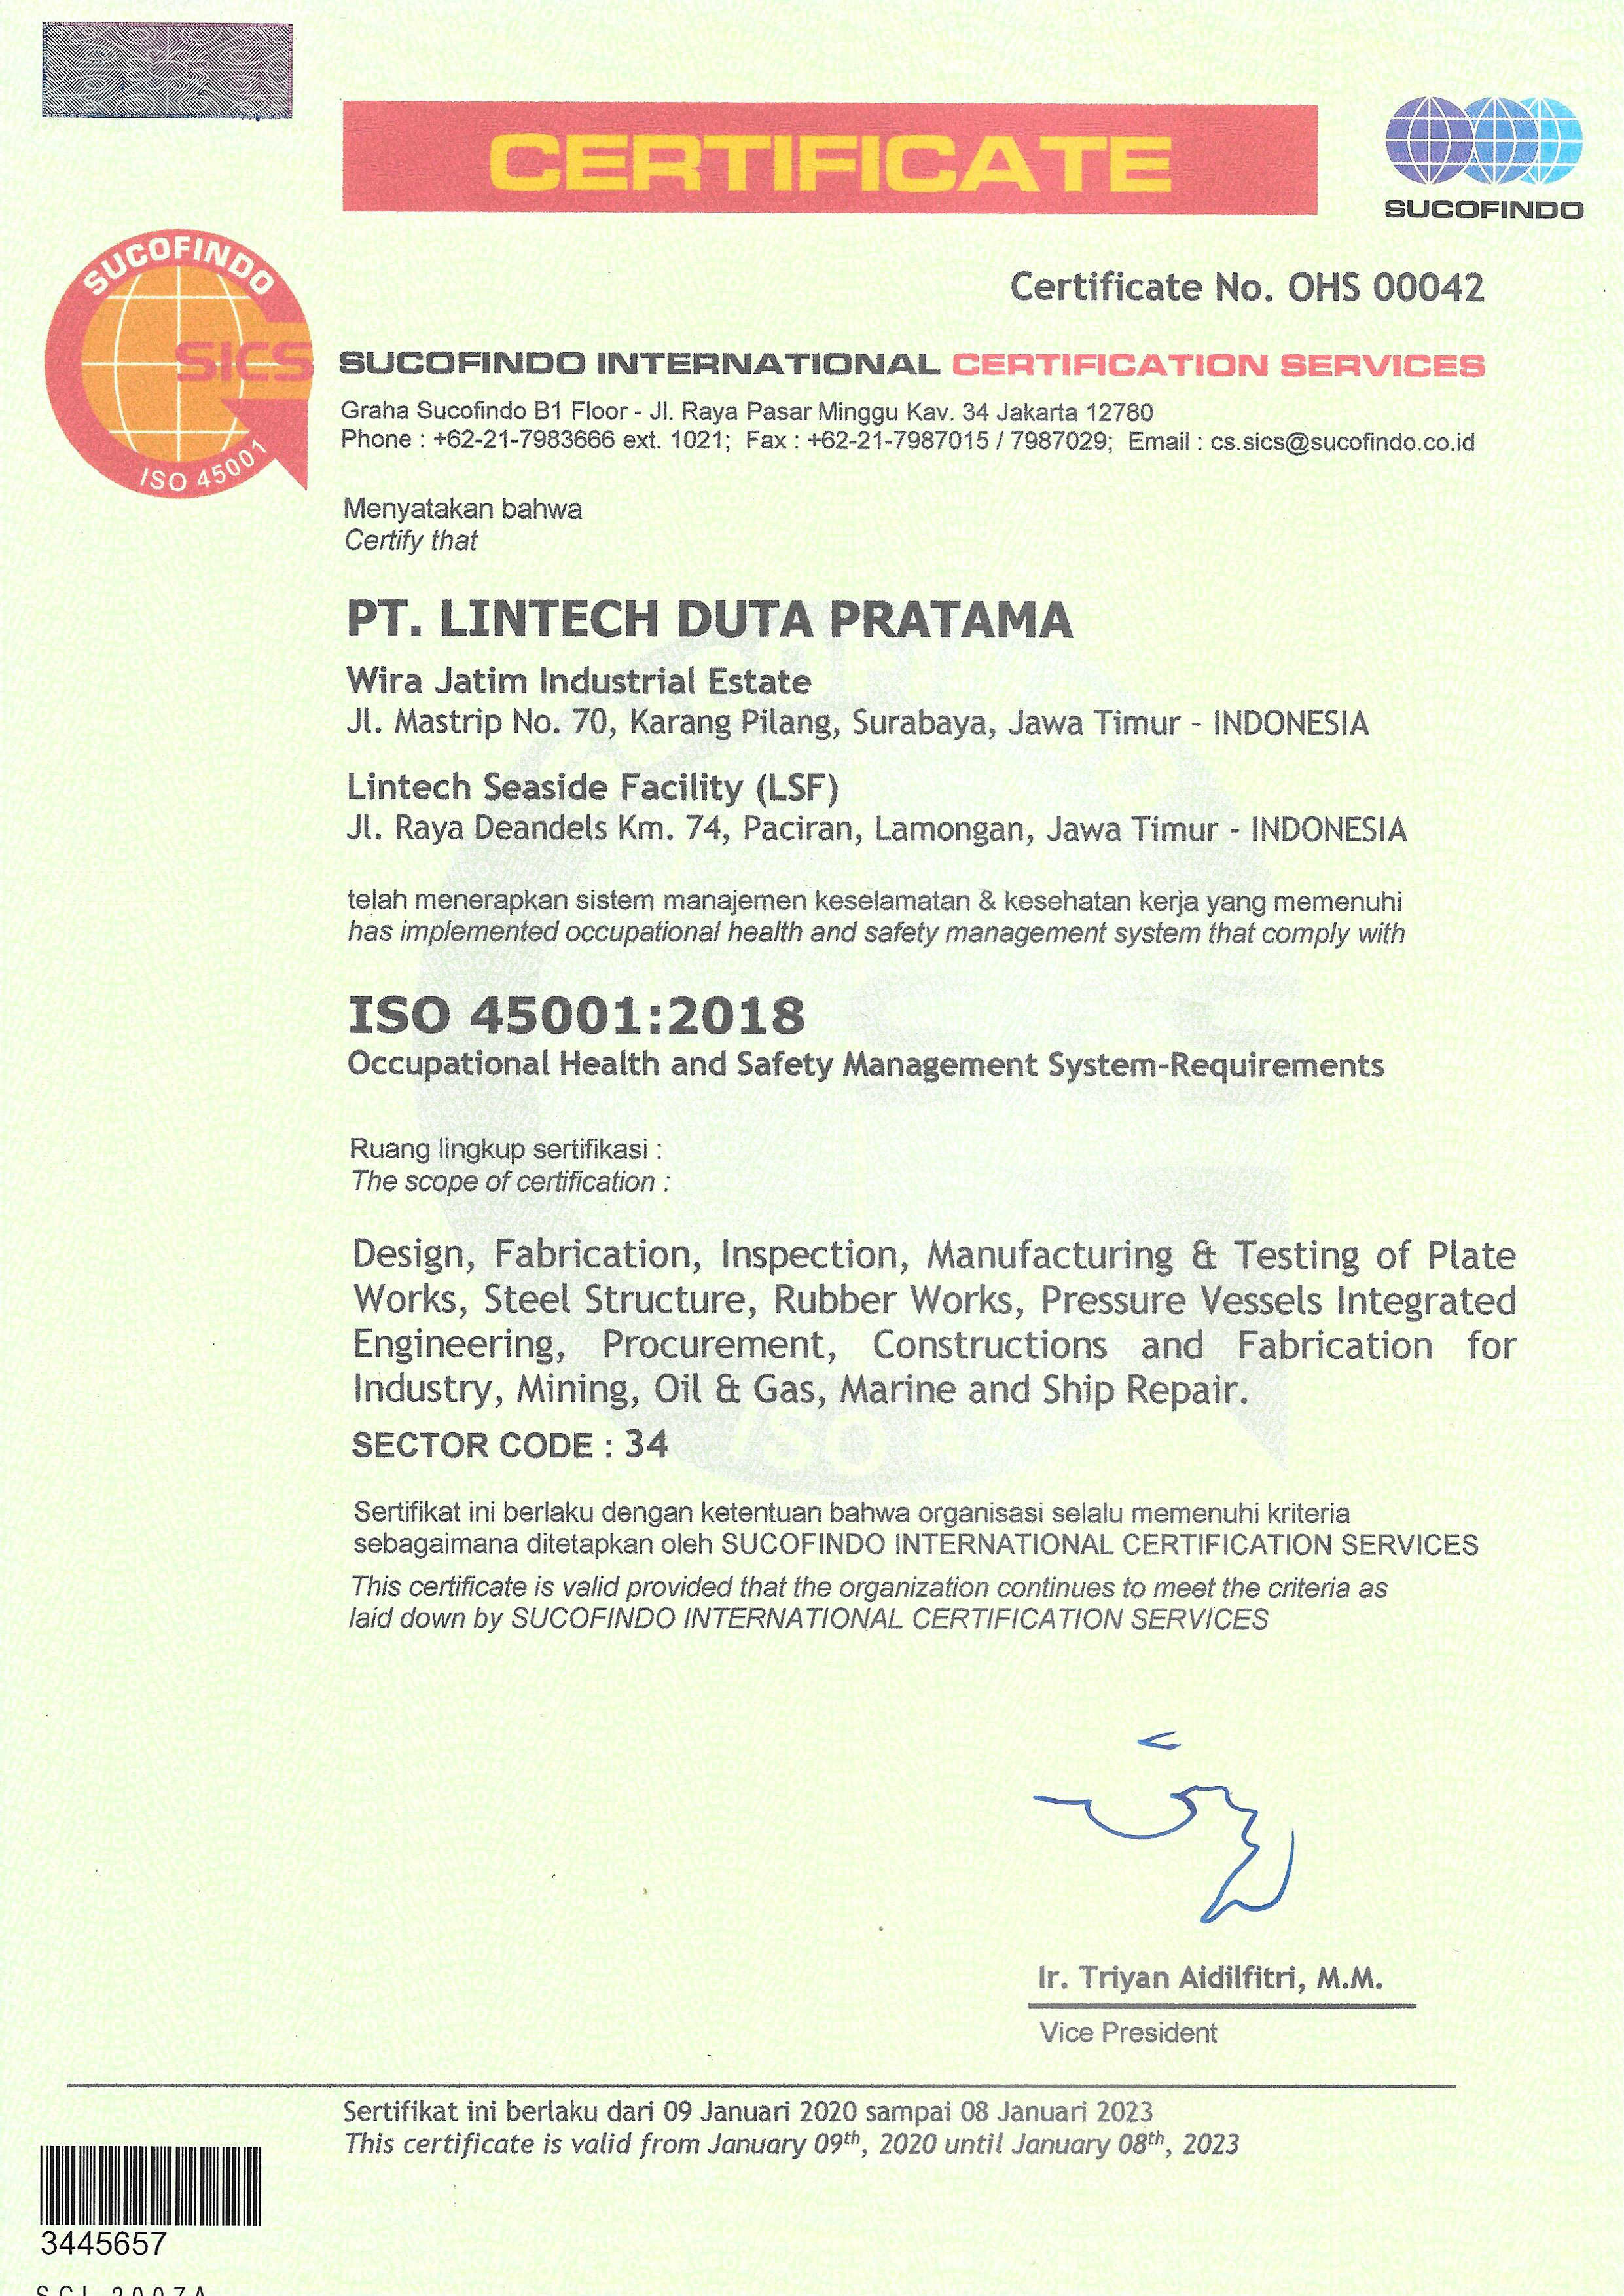 CERTIFICATE
SUCOFINDO
SUCOFINDO
SICS
ISO 45001
Certificate No. OHS 00042
SUCOFINDO INTERNATIONAL CERTIFICATION SERVICES
Graha Sucofindo B1 Floor - Jl. Raya Pasar Minggu Kav. 34 Jakarta 12780
Phone : +62-21-7983666 ext. 1021; Fax : +62-21-7987015 / 7987029; Email : cs.sics@sucofindo.co.id
Menyatakan bahwa
Certify that
PT. LINTECH DUTA PRATAMA
Wira Jatim Industrial Estate
Jl. Mastrip No. 70, Karang Pilang, Surabaya, Jawa Timur - INDONESIA
Lintech Seaside Facility (LSF)
Jl. Raya Deandels Km. 74, Paciran, Lamongan, Jawa Timur - INDONESIA
telah menerapkan sistem manajemen keselamatan & kesehatan kerja yang memenuhi
has implemented occupational health and safety management system that comply with
ISO 45001:2018
Occupational Health and Safety Management System-Requirements
Ruang lingkup sertifikasi :
The scope of certification :
Design, Fabrication, Inspection, Manufacturing & Testing of Plate
Works, Steel Structure, Rubber Works, Pressure Vessels Integrated
Engineering, Procurement, Constructions and Fabrication for
Industry, Mining, Oil & Gas, Marine and Ship Repair.
SECTOR CODE : 34
Sertifikat ini berlaku dengan ketentuan bahwa organisasi selalu memenuhi kriteria
sebagaimana ditetapkan oleh SUCOFINDO INTERNATIONAL CERTIFICATION SERVICES
This certificate is valid provided that the organization continues to meet the criteria as
laid down by SUCOFINDO INTERNATIONAL CERTIFICATION SERVICES
Ir. Triyan Aidilfitri, M.M.
Vice President
Sertifikat ini berlaku dari 09 Januari 2020 sampai 08 Januari 2023
This certificate is valid from January 09th, 2020 until January 08th, 2023
3445657